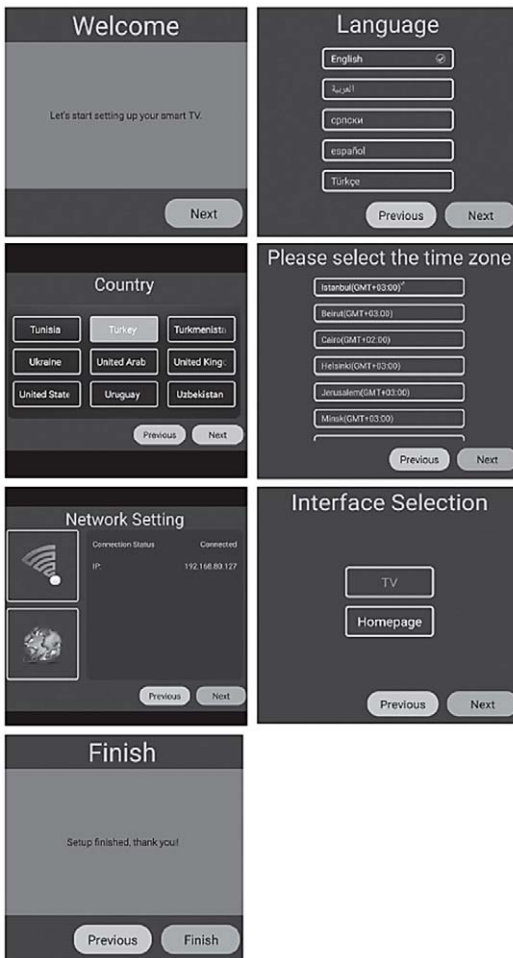 Welcome
Let's start setting up your smart TV.
Next
Language
English
العربية
српски
español
Türkçe
Previous Next
Country
Tunisia Turkey Turkmenista
Ukraine United Arab United King
United State Uruguay Uzbekistan
Previous Next
Please select the time zone
Istanbul(GMT+03:00)
Beirut(GMT+03:00)
Cairo(GMT+02:00)
Helsinki(GMT+03:00)
Jerusalem(GMT+03:00)
Minsk(GMT+03:00)
Previous Next
Network Setting
Connection Status Connected
IP: 192.168.89.127
Previous Next
Interface Selection
TV
Homepage
Previous Next
Finish
Setup finished, thank you!
Previous Finish